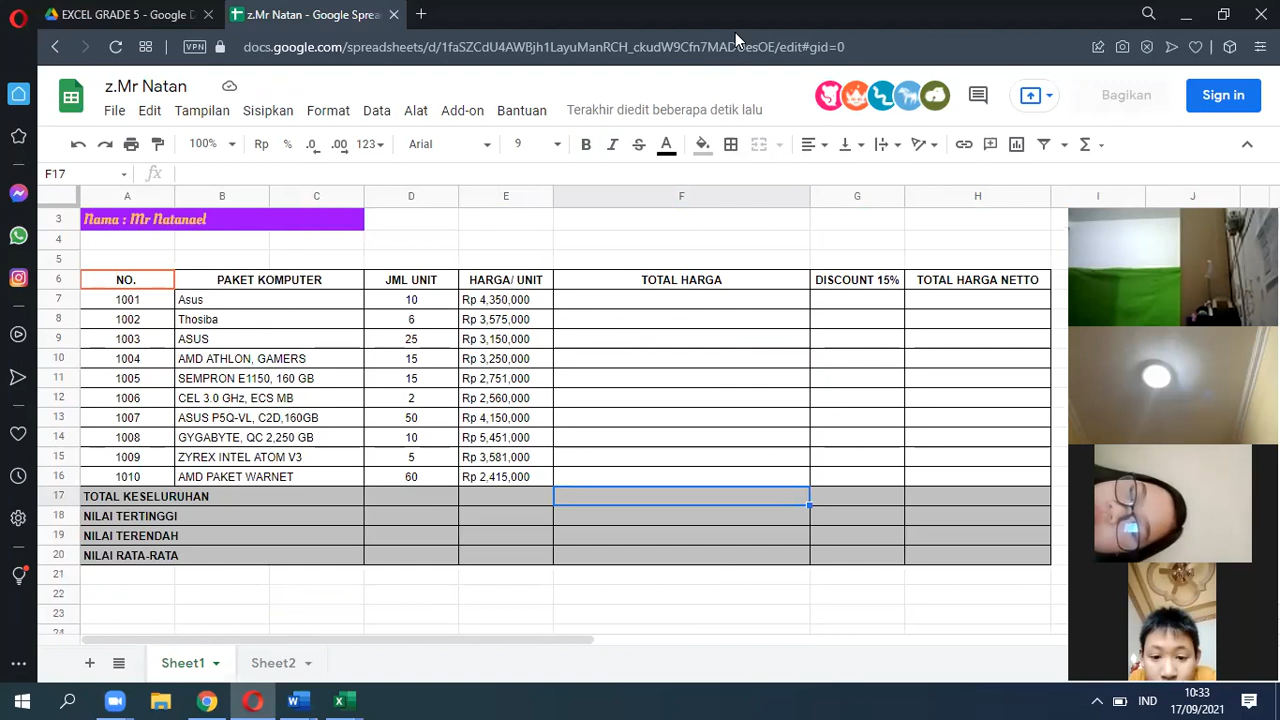 EXCEL GRADE 5 - Google D
z.Mr Natan - Google Sprea
VPN
docs.google.com/spreadsheets/d/1faSZCdU4AWBjh1LayuManRCH_ckudW9Cfn7MAD esOE/edit#gid=0
z.Mr Natan
File Edit Tampilan Sisipkan Format Data Alat Add-on Bantuan Terakhir diedit beberapa detik lalu
Bagikan
Sign in
100% Rp % .0 .00 123 Arial 9 B I S A Σ
F17 fx
A B C D E F G H I J
3 Nama : Mr Natanael
4
5
6 NO. PAKET KOMPUTER JML UNIT HARGA/ UNIT TOTAL HARGA DISCOUNT 15% TOTAL HARGA NETTO
7 1001 Asus 10 Rp 4,350,000
8 1002 Thosiba 6 Rp 3,575,000
9 1003 ASUS 25 Rp 3,150,000
10 1004 AMD ATHLON, GAMERS 15 Rp 3,250,000
11 1005 SEMPRON E1150, 160 GB 15 Rp 2,751,000
12 1006 CEL 3.0 GHz, ECS MB 2 Rp 2,560,000
13 1007 ASUS P5Q-VL, C2D,160GB 50 Rp 4,150,000
14 1008 GYGABYTE, QC 2,250 GB 10 Rp 5,451,000
15 1009 ZYREX INTEL ATOM V3 5 Rp 3,581,000
16 1010 AMD PAKET WARNET 60 Rp 2,415,000
17 TOTAL KESELURUHAN
18 NILAI TERTINGGI
19 NILAI TERENDAH
20 NILAI RATA-RATA
21
22
23
24
Sheet1 Sheet2
IND
10:33
17/09/2021